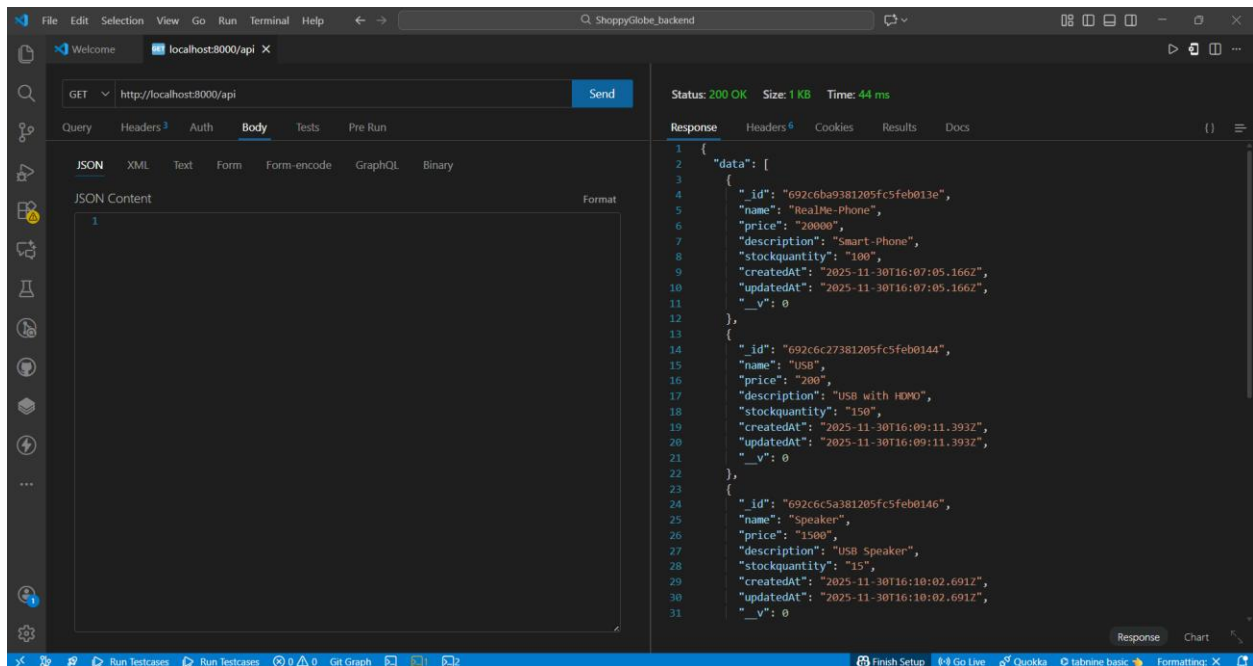 File Edit Selection View Go Run Terminal Help
ShoppyGlobe_backend
Welcome
GET localhost:8000/api
GET http://localhost:8000/api Send
Query Headers 3 Auth Body Tests Pre Run
JSON XML Text Form Form-encode GraphQL Binary
JSON Content Format
1
Status: 200 OK Size: 1 KB Time: 44 ms
Response Headers 6 Cookies Results Docs {}
1 {
2 "data": [
3 {
4 "_id": "692c6ba9381205fc5feb013e",
5 "name": "RealMe-Phone",
6 "price": "20000",
7 "description": "Smart-Phone",
8 "stockquantity": "100",
9 "createdAt": "2025-11-30T16:07:05.166Z",
10 "updatedAt": "2025-11-30T16:07:05.166Z",
11 "__v": 0
12 },
13 {
14 "_id": "692c6c27381205fc5feb0144",
15 "name": "USB",
16 "price": "200",
17 "description": "USB with HDMO",
18 "stockquantity": "150",
19 "createdAt": "2025-11-30T16:09:11.393Z",
20 "updatedAt": "2025-11-30T16:09:11.393Z",
21 "__v": 0
22 },
23 {
24 "_id": "692c6c5a381205fc5feb0146",
25 "name": "Speaker",
26 "price": "1500",
27 "description": "USB Speaker",
28 "stockquantity": "15",
29 "createdAt": "2025-11-30T16:10:02.691Z",
30 "updatedAt": "2025-11-30T16:10:02.691Z",
31 "__v": 0
Response Chart
Run Testcases Run Testcases 0 0 Git Graph 1 2 Finish Setup Go Live Quokka tabnine basic Formatting: X